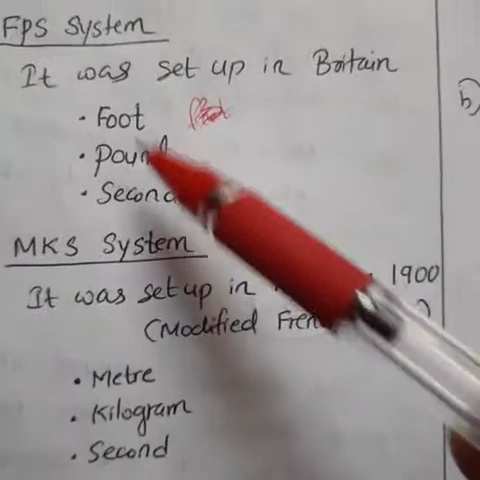 FPS System
It was set up in Britain
• Foot
• Pound
• Second
MKS System
It was set up in 1900
(Modified
• Metre
• Kilogram
• Second
b)